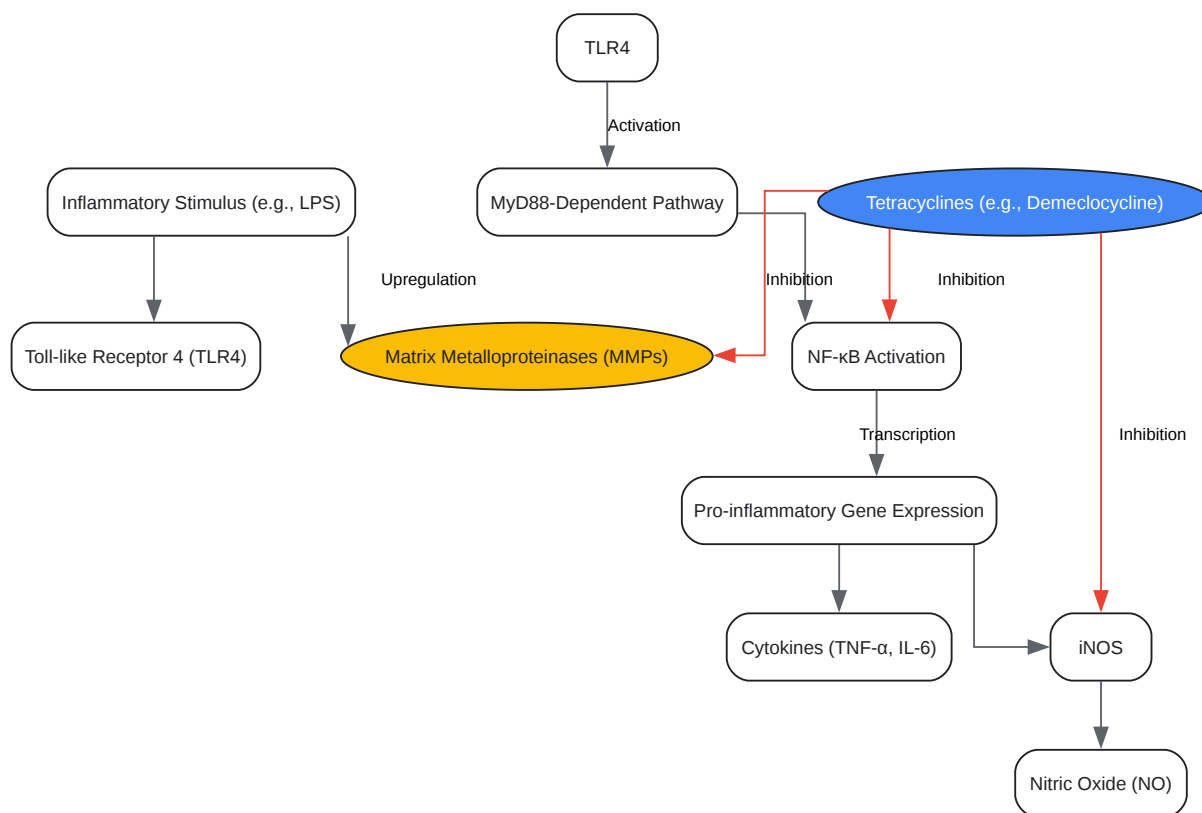 TLR4
Activation
Inflammatory Stimulus (e.g., LPS)
MyD88-Dependent Pathway
Tetracyclines (e.g., Demeclocycline)
Upregulation
Inhibition
Inhibition
Toll-like Receptor 4 (TLR4)
Matrix Metalloproteinases (MMPs)
NF-κB Activation
Transcription
Inhibition
Pro-inflammatory Gene Expression
Cytokines (TNF-α, IL-6)
iNOS
Nitric Oxide (NO)